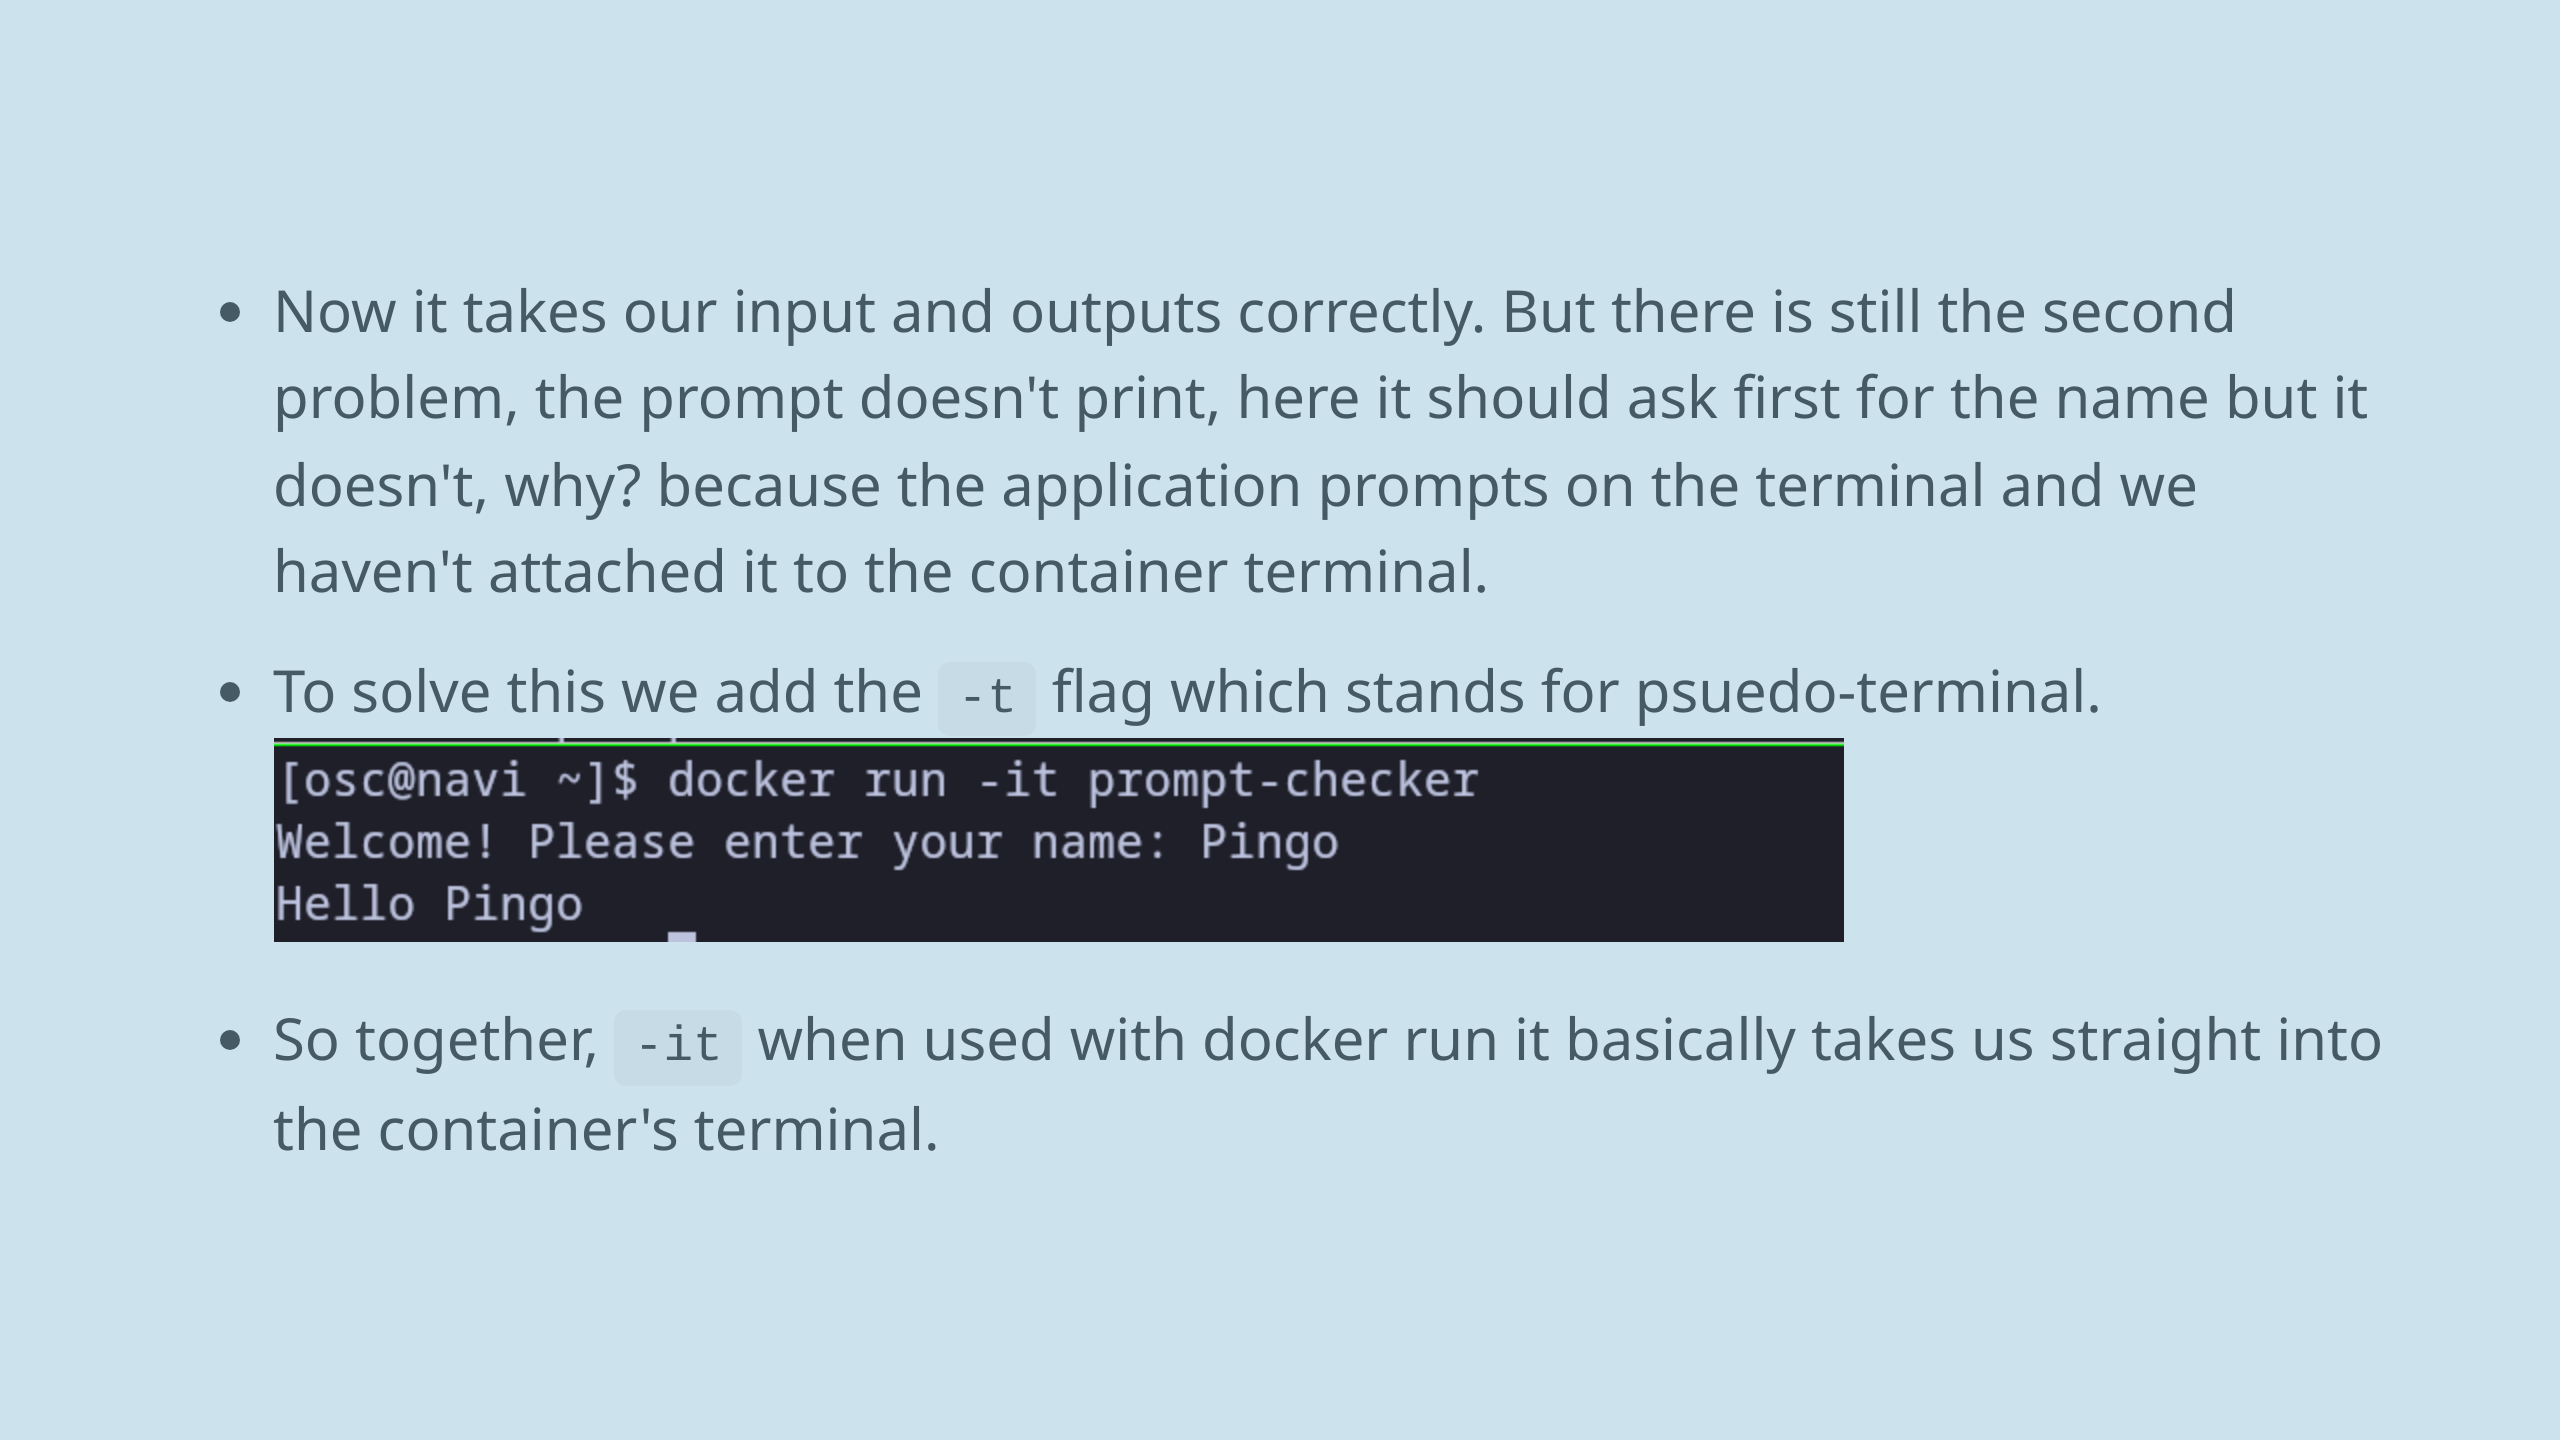 Now it takes our input and outputs correctly. But there is still the second
problem, the prompt doesn't print, here it should ask first for the name but it
doesn't, why? because the application prompts on the terminal and we
haven't attached it to the container terminal.
To solve this we add the -t flag which stands for psuedo-terminal.
[osc@navi ~]$ docker run -it prompt-checker
Welcome! Please enter your name: Pingo
Hello Pingo
So together, -it when used with docker run it basically takes us straight into
the container's terminal.